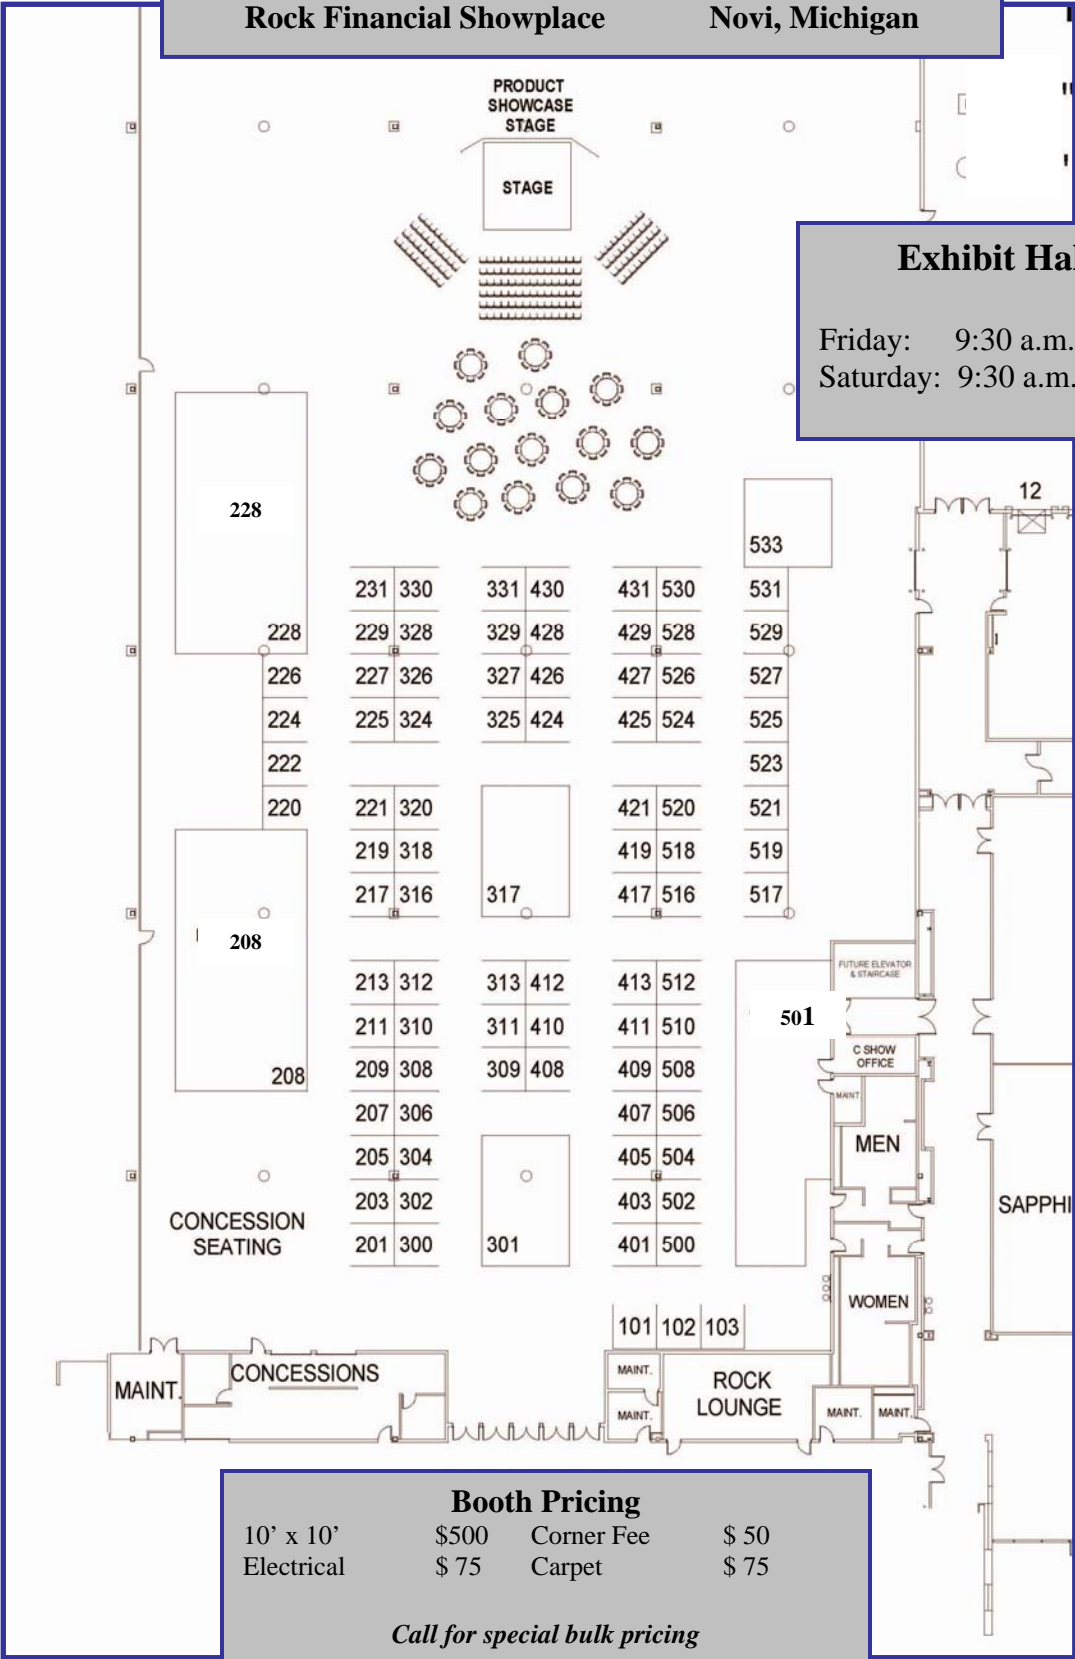 Rock Financial Showplace Novi, Michigan
PRODUCT
SHOWCASE
STAGE
STAGE
Exhibit Hal
Friday: 9:30 a.m.
Saturday: 9:30 a.m.
12
228
533
231 330 331 430 431 530 531
228 229 328 329 428 429 528 529
226 227 326 327 426 427 526 527
224 225 324 325 424 425 524 525
222 523
220 221 320 421 520 521
219 318 419 518 519
217 316 317 417 516 517
208
FUTURE ELEVATOR
& STAIRCASE
213 312 313 412 413 512
211 310 311 410 411 510 501
C SHOW
OFFICE
208 209 308 309 408 409 508
MAINT.
207 306 407 506
MEN
205 304 405 504
203 302 403 502
SAPPHI
CONCESSION
SEATING
201 300 301 401 500
WOMEN
101 102 103
MAINT.
CONCESSIONS
MAINT.
MAINT.
ROCK
LOUNGE
MAINT.
MAINT.
Booth Pricing
10’ x 10’ $500 Corner Fee $ 50
Electrical $ 75 Carpet $ 75
Call for special bulk pricing